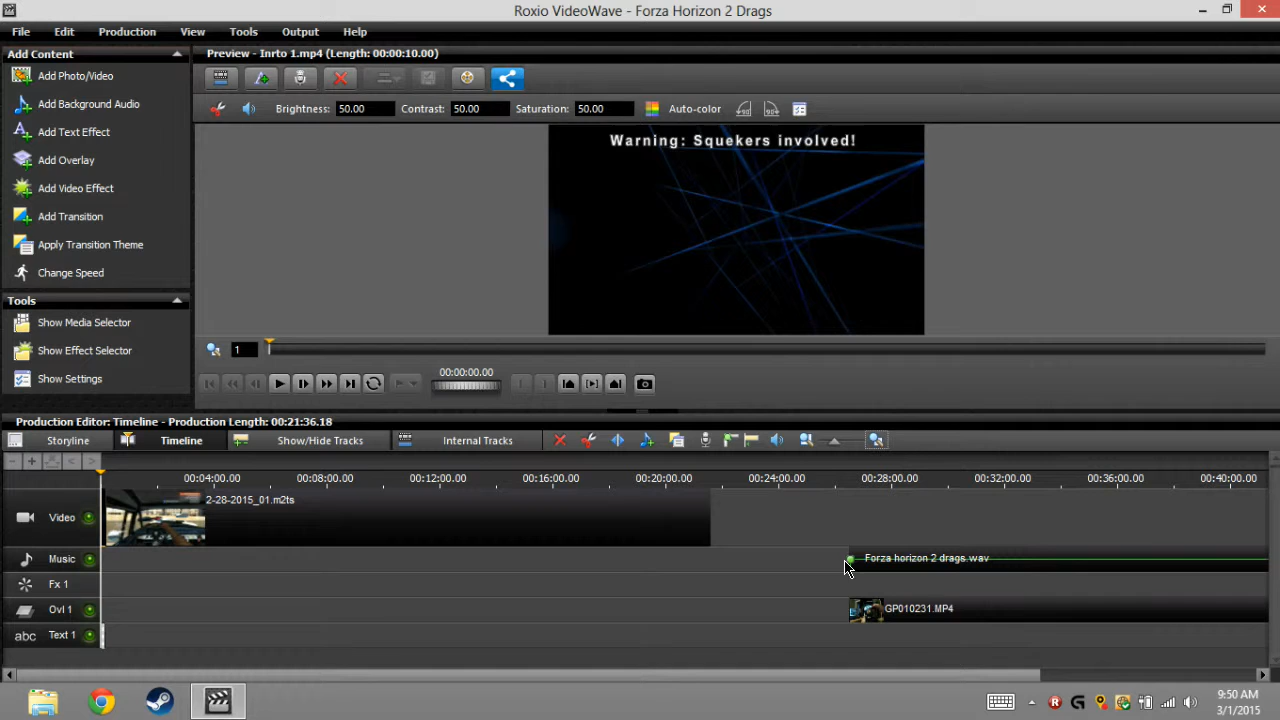 Roxio VideoWave - Forza Horizon 2 Drags
File Edit Production View Tools Output Help
Add Content
Add Photo/Video
Add Background Audio
Add Text Effect
Add Overlay
Add Video Effect
Add Transition
Apply Transition Theme
Change Speed
Tools
Show Media Selector
Show Effect Selector
Show Settings
Preview - Inrto 1.mp4 (Length: 00:00:10.00)
Brightness: 50.00 Contrast: 50.00 Saturation: 50.00 Auto-color
Warning: Squekers involved!
1
00:00:00.00
Production Editor: Timeline - Production Length: 00:21:36.18
Storyline Timeline Show/Hide Tracks Internal Tracks
00:04:00.00 00:08:00.00 00:12:00.00 00:16:00.00 00:20:00.00 00:24:00.00 00:28:00.00 00:32:00.00 00:36:00.00 00:40:00.00
Video 2-28-2015_01.m2ts
Music Forza horizon 2 drags.wav
Fx 1
Ovl 1 GP010231.MP4
abc Text 1
9:50 AM
3/1/2015